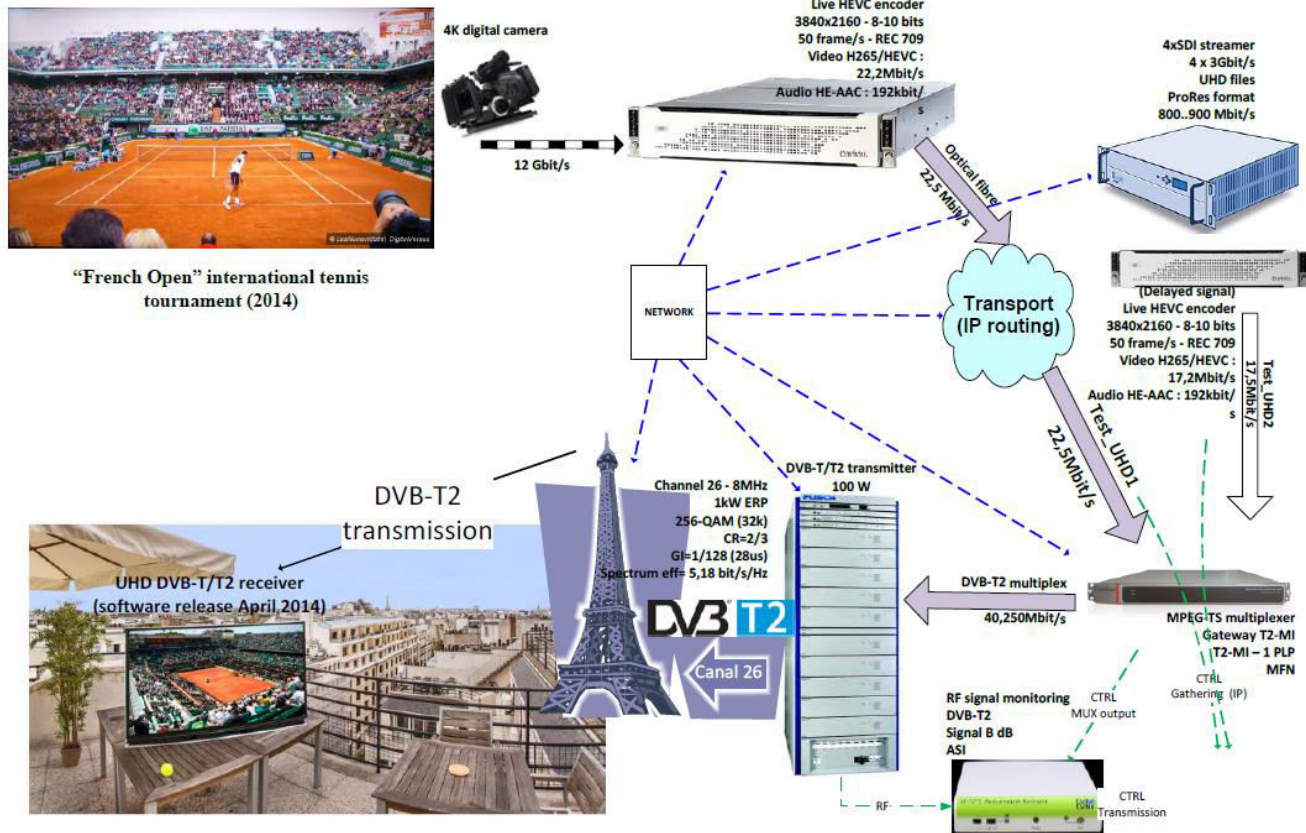 4K digital camera
12 Gbit/s
Live HEVC encoder
3840x2160 - 8-10 bits
50 frame/s - REC 709
Video H265/HEVC :
22,2Mbit/s
Audio HE-AAC : 192kbit/
s
4xSDI streamer
4 x 3Gbit/s
UHD files
ProRes format
800..900 Mbit/s
Optical fibre
22,5 Mbit/s
“French Open” international tennis
tournament (2014)
NETWORK
Transport
(IP routing)
(Delayed signal)
Live HEVC encoder
3840x2160 - 8-10 bits
50 frame/s - REC 709
Video H265/HEVC :
17,2Mbit/s
Audio HE-AAC : 192kbit/
s
Test_UHD2
17,5Mbit/s
Test_UHD1
22,5Mbit/s
DVB-T2
transmission
Channel 26 - 8MHz
1kW ERP
256-QAM (32k)
CR=2/3
GI=1/128 (28us)
Spectrum eff= 5,18 bit/s/Hz
DVB-T/T2 transmitter
100 W
UHD DVB-T/T2 receiver
(software release April 2014)
DVB T2
Canal 26
DVB-T2 multiplex
40,250Mbit/s
MPEG-TS multiplexer
Gateway T2-MI
T2-MI – 1 PLP
MFN
CTRL
Gathering (IP)
CTRL
MUX output
RF signal monitoring
DVB-T2
Signal B dB
ASI
RF
CTRL
Transmission